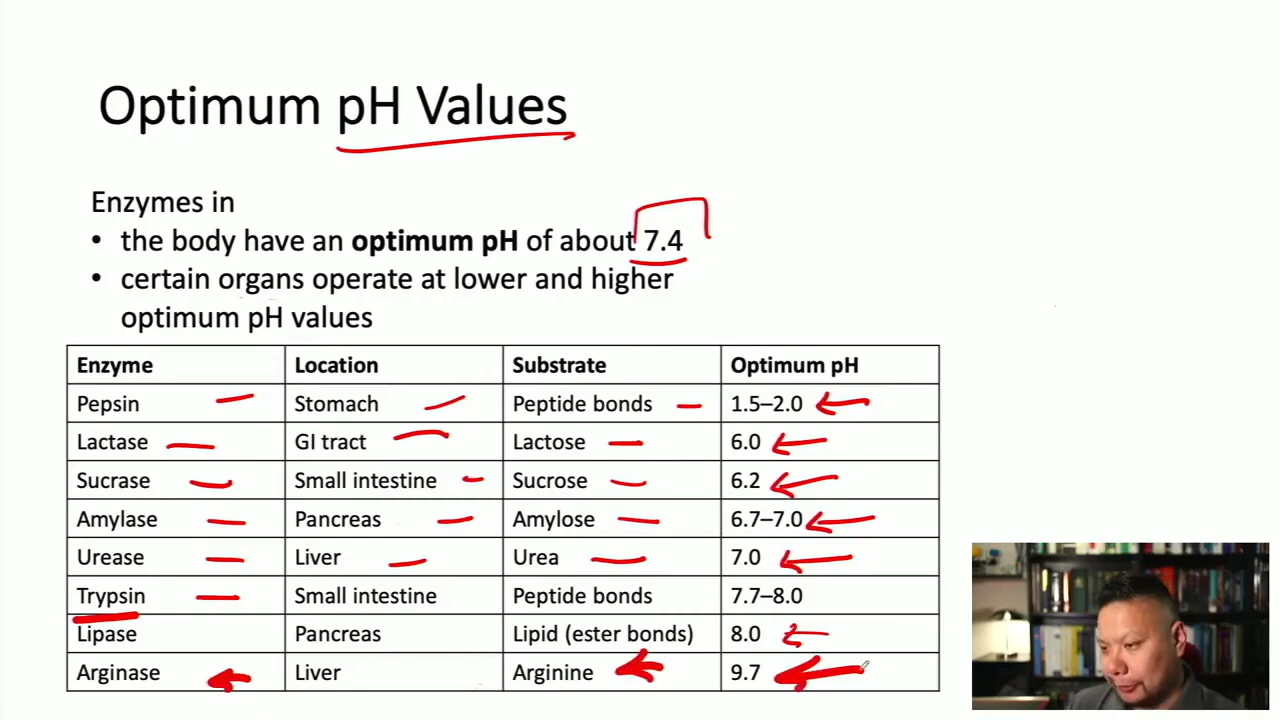 Optimum pH Values
Enzymes in
• the body have an optimum pH of about 7.4
• certain organs operate at lower and higher
optimum pH values
Enzyme Location Substrate Optimum pH
Pepsin Stomach Peptide bonds 1.5–2.0
Lactase GI tract Lactose 6.0
Sucrase Small intestine Sucrose 6.2
Amylase Pancreas Amylose 6.7–7.0
Urease Liver Urea 7.0
Trypsin Small intestine Peptide bonds 7.7–8.0
Lipase Pancreas Lipid (ester bonds) 8.0
Arginase Liver Arginine 9.7